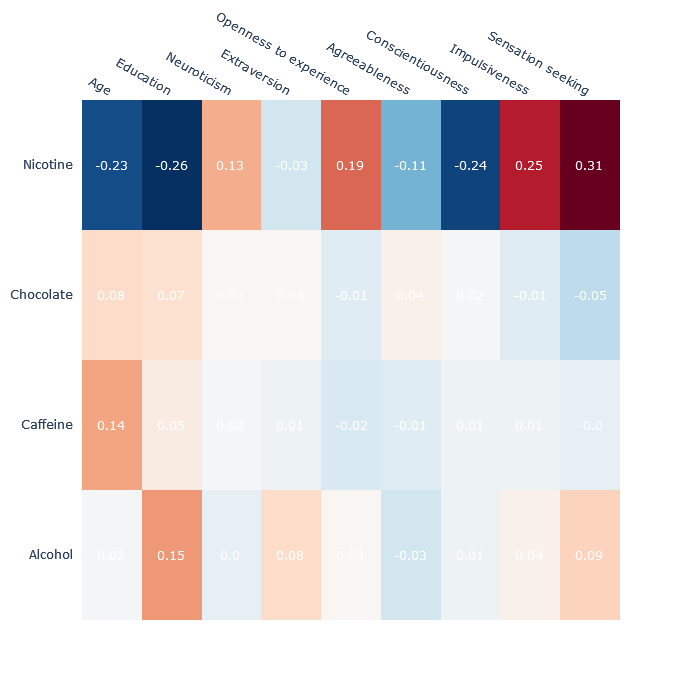 Age
Education
Neuroticism
Extraversion
Openness to experience
Agreeableness
Conscientiousness
Impulsiveness
Sensation seeking
Nicotine -0.23 -0.26 0.13 -0.03 0.19 -0.11 -0.24 0.25 0.31
Chocolate 0.08 0.07 0.03 0.03 -0.01 0.04 0.02 -0.01 -0.05
Caffeine 0.14 0.05 0.02 0.01 -0.02 -0.01 0.01 0.01 -0.0
Alcohol 0.02 0.15 0.0 0.08 0.03 -0.03 0.01 0.04 0.09